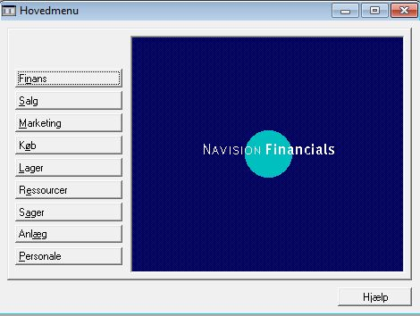 Hovedmenu
Finans
Salg
Marketing
Køb
Lager
Ressourcer
Sager
Anlæg
Personale
NAVISION Financials
Hjælp